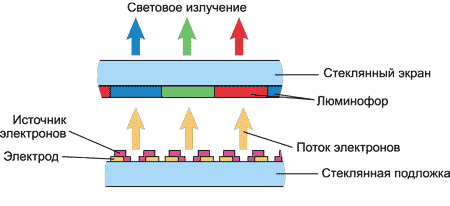 Световое излучение
Стеклянный экран
Люминофор
Источник
электронов
Электрод
Поток электронов
Стеклянная подложка